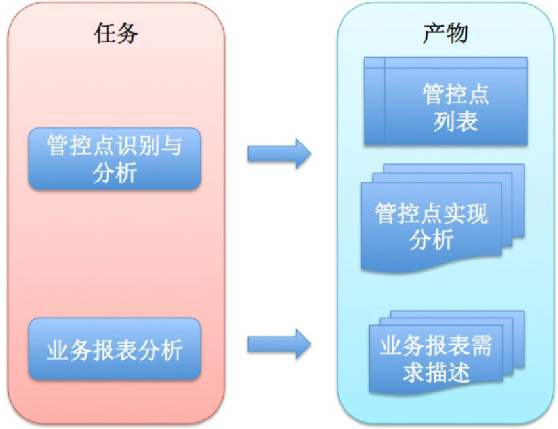 任务
产物
管控点识别与
分析
管控点
列表
管控点实现
分析
业务报表分析
业务报表需
求描述